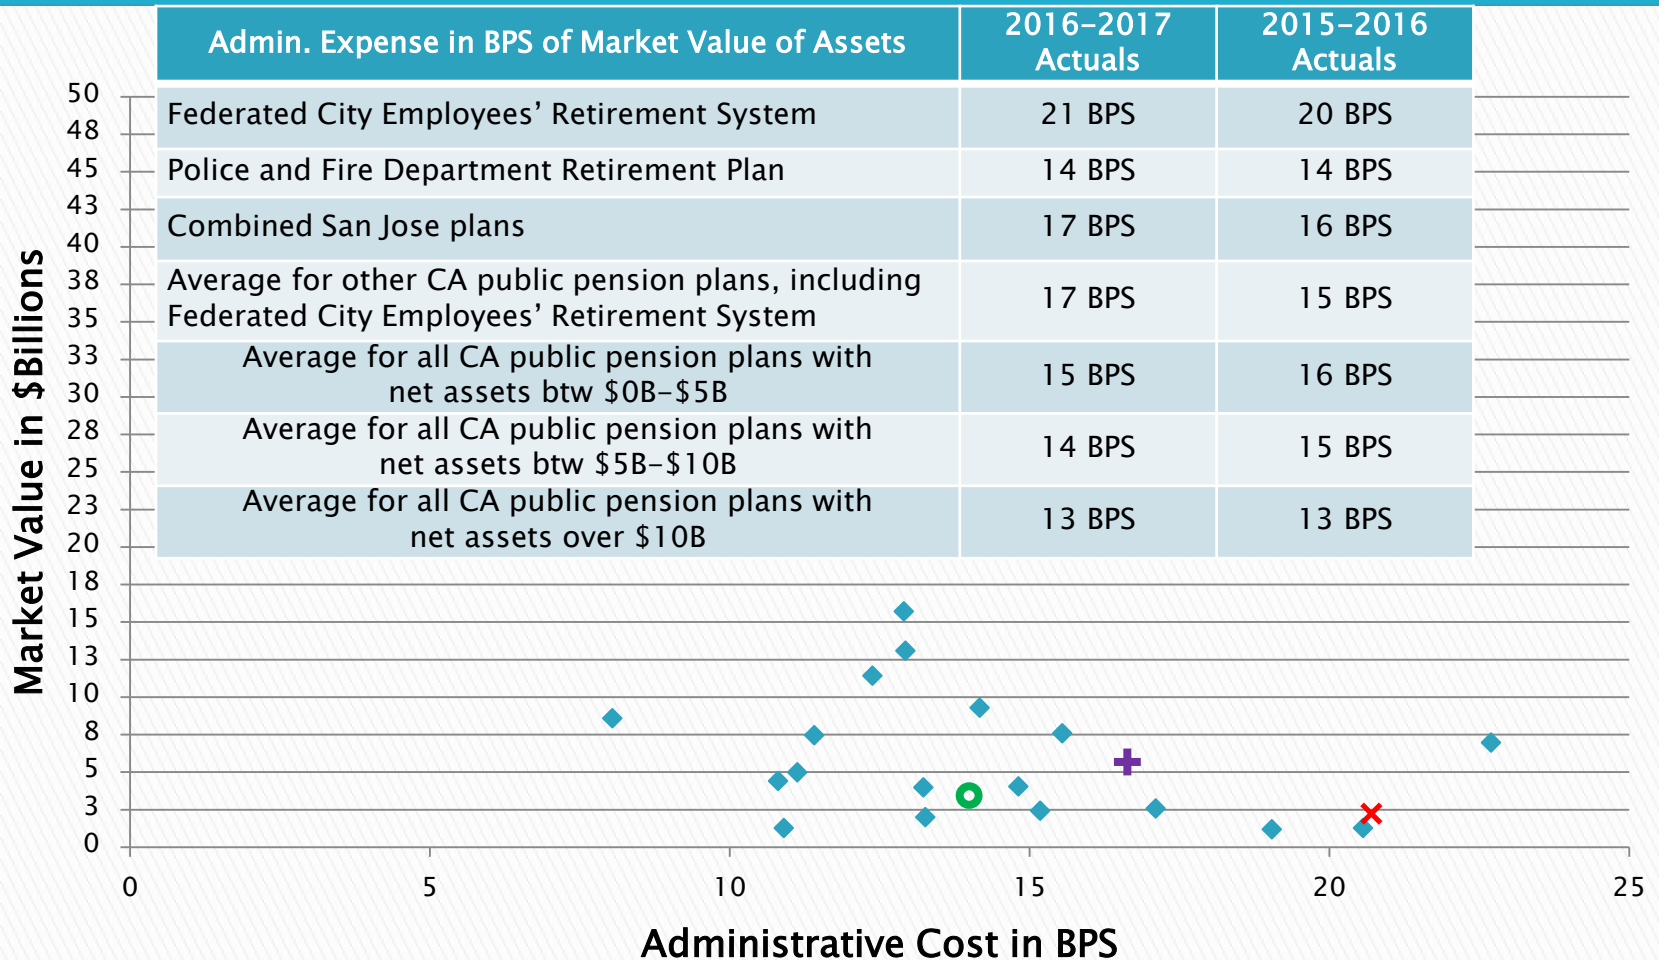 Admin. Expense in BPS of Market Value of Assets
2016-2017
Actuals
2015-2016
Actuals
Federated City Employees’ Retirement System
21 BPS
20 BPS
Police and Fire Department Retirement Plan
14 BPS
14 BPS
Combined San Jose plans
17 BPS
16 BPS
Average for other CA public pension plans, including
Federated City Employees’ Retirement System
17 BPS
15 BPS
Average for all CA public pension plans with
net assets btw $0B-$5B
15 BPS
16 BPS
Average for all CA public pension plans with
net assets btw $5B-$10B
14 BPS
15 BPS
Average for all CA public pension plans with
net assets over $10B
13 BPS
13 BPS
Market Value in $Billions
50
48
45
43
40
38
35
33
30
28
25
23
20
18
15
13
10
8
5
3
0
0
5
10
15
20
25
Administrative Cost in BPS